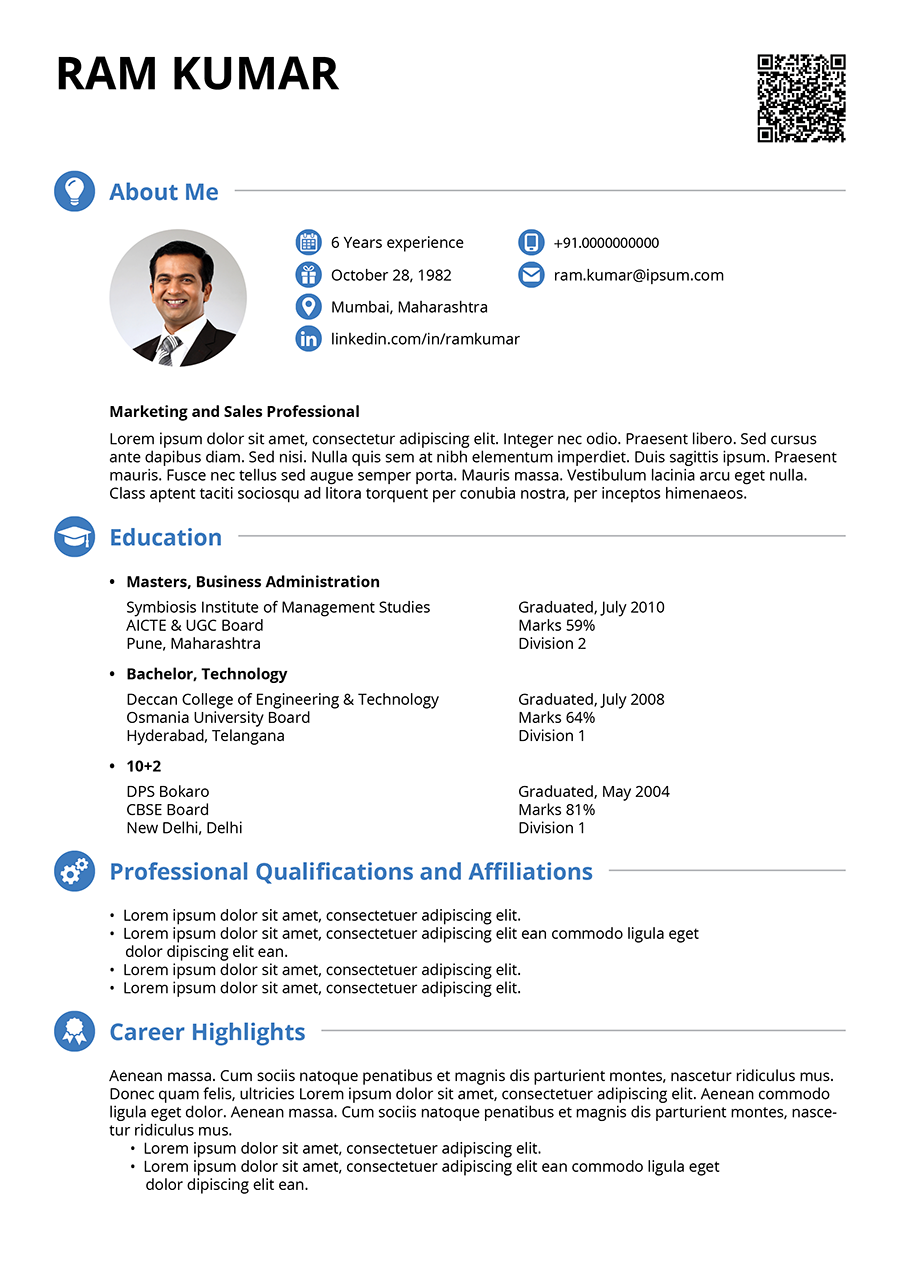 RAM KUMAR
About Me
6 Years experience
+91.0000000000
October 28, 1982
ram.kumar@ipsum.com
Mumbai, Maharashtra
in linkedin.com/in/ramkumar
Marketing and Sales Professional
Lorem ipsum dolor sit amet, consectetur adipiscing elit. Integer nec odio. Praesent libero. Sed cursus
ante dapibus diam. Sed nisi. Nulla quis sem at nibh elementum imperdiet. Duis sagittis ipsum. Praesent
mauris. Fusce nec tellus sed augue semper porta. Mauris massa. Vestibulum lacinia arcu eget nulla.
Class aptent taciti sociosqu ad litora torquent per conubia nostra, per inceptos himenaeos.
Education
• Masters, Business Administration
Symbiosis Institute of Management Studies Graduated, July 2010
AICTE & UGC Board Marks 59%
Pune, Maharashtra Division 2
• Bachelor, Technology
Deccan College of Engineering & Technology Graduated, July 2008
Osmania University Board Marks 64%
Hyderabad, Telangana Division 1
• 10+2
DPS Bokaro Graduated, May 2004
CBSE Board Marks 81%
New Delhi, Delhi Division 1
Professional Qualifications and Affiliations
• Lorem ipsum dolor sit amet, consectetuer adipiscing elit.
• Lorem ipsum dolor sit amet, consectetuer adipiscing elit ean commodo ligula eget
dolor dipiscing elit ean.
• Lorem ipsum dolor sit amet, consectetuer adipiscing elit.
• Lorem ipsum dolor sit amet, consectetuer adipiscing elit.
Career Highlights
Aenean massa. Cum sociis natoque penatibus et magnis dis parturient montes, nascetur ridiculus mus.
Donec quam felis, ultricies Lorem ipsum dolor sit amet, consectetuer adipiscing elit. Aenean commodo
ligula eget dolor. Aenean massa. Cum sociis natoque penatibus et magnis dis parturient montes, nasce-
tur ridiculus mus.
• Lorem ipsum dolor sit amet, consectetuer adipiscing elit.
• Lorem ipsum dolor sit amet, consectetuer adipiscing elit ean commodo ligula eget
dolor dipiscing elit ean.